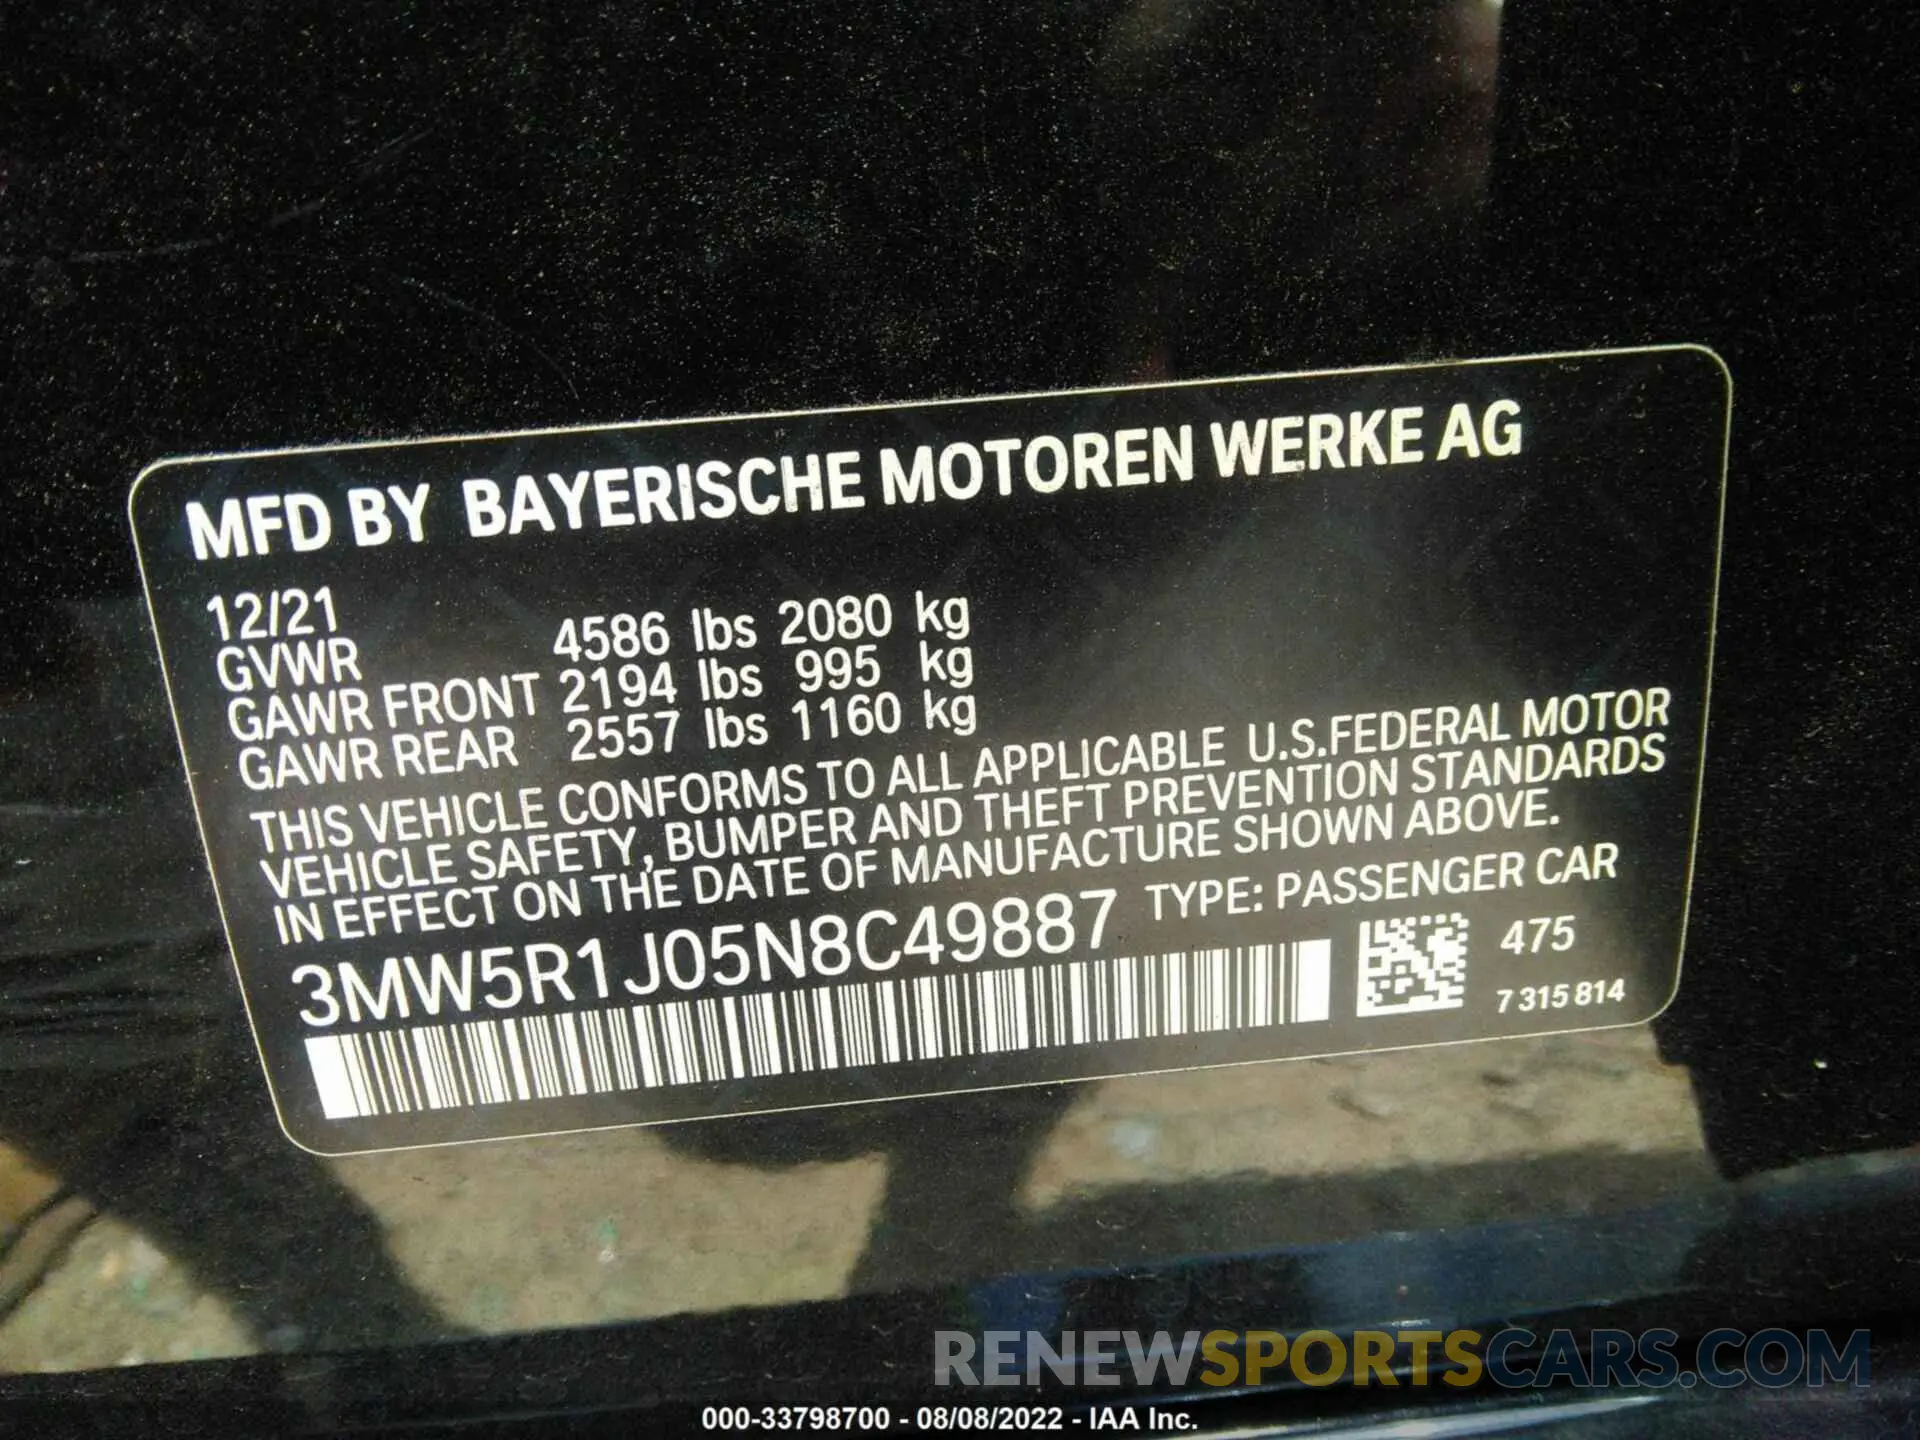 MFD BY BAYERISCHE MOTOREN WERKE AG
12/21
GVWR 4586 lbs 2080 kg
GAWR FRONT 2194 lbs 995 kg
GAWR REAR 2557 lbs 1160 kg
THIS VEHICLE CONFORMS TO ALL APPLICABLE U.S.FEDERAL MOTOR
VEHICLE SAFETY, BUMPER AND THEFT PREVENTION STANDARDS
IN EFFECT ON THE DATE OF MANUFACTURE SHOWN ABOVE.
3MW5R1J05N8C49887 TYPE: PASSENGER CAR
475
7 315 814
RENEWSPORTSCARS.COM
000-33798700 - 08/08/2022 - IAA Inc.